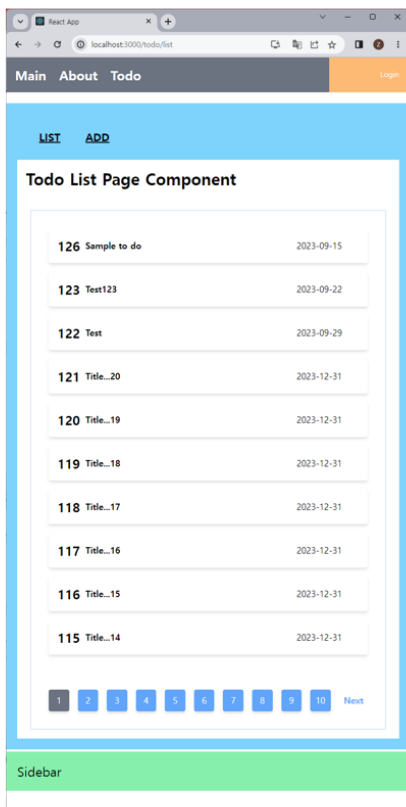 React App
localhost:3000/todo/list
Main About Todo Login
LIST ADD
Todo List Page Component
126 Sample to do 2023-09-15
123 Test123 2023-09-22
122 Test 2023-09-29
121 Title...20 2023-12-31
120 Title...19 2023-12-31
119 Title...18 2023-12-31
118 Title...17 2023-12-31
117 Title...16 2023-12-31
116 Title...15 2023-12-31
115 Title...14 2023-12-31
1 2 3 4 5 6 7 8 9 10 Next
Sidebar